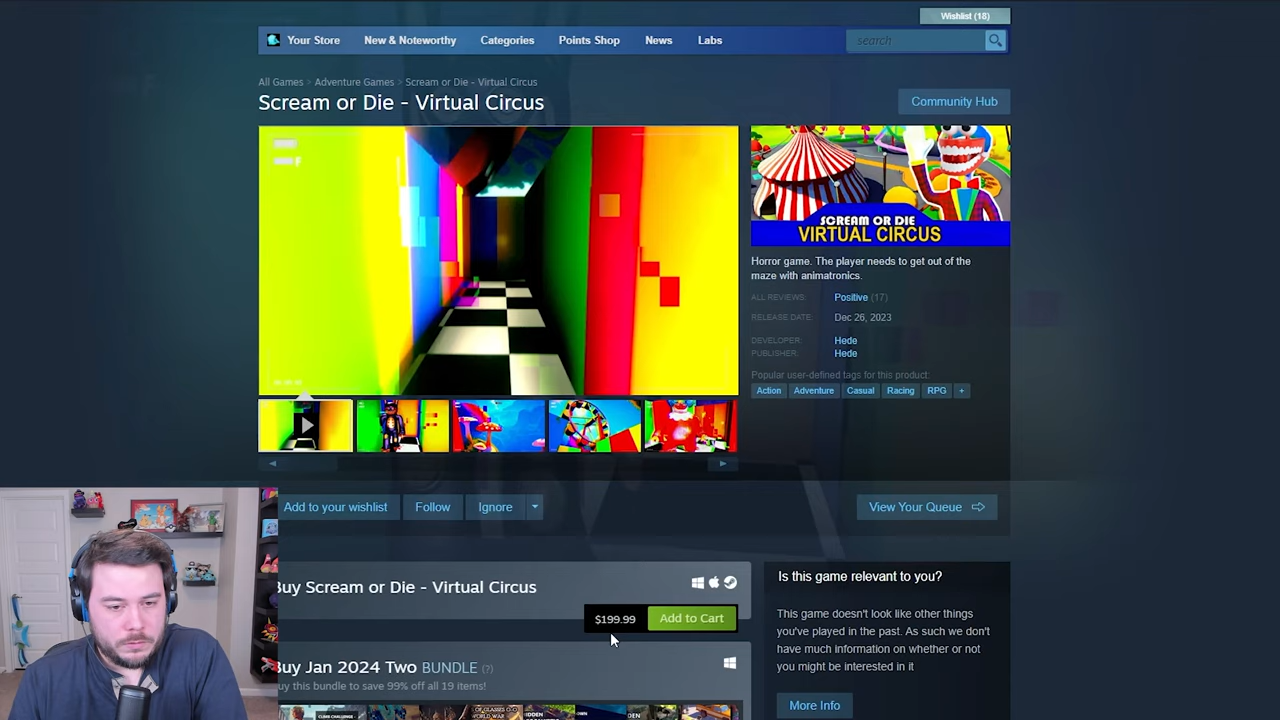 Wishlist (18)
Your Store
New & Noteworthy
Categories
Points Shop
News
Labs
search
All Games > Adventure Games > Scream or Die - Virtual Circus
Scream or Die - Virtual Circus
Community Hub
SCREAM OR DIE
VIRTUAL CIRCUS
Horror game. The player needs to get out of the
maze with animatronics.
ALL REVIEWS: Positive (17)
RELEASE DATE: Dec 26, 2023
DEVELOPER: Hede
PUBLISHER: Hede
Popular user-defined tags for this product:
Action
Adventure
Casual
Racing
RPG
+
Add to your wishlist
Follow
Ignore
View Your Queue
Buy Scream or Die - Virtual Circus
$199.99
Add to Cart
Buy Jan 2024 Two BUNDLE (?)
Buy this bundle to save 99% off all 19 items!
Is this game relevant to you?
This game doesn't look like other things
you've played in the past. As such we don't
have much information on whether or not
you might be interested in it
More Info